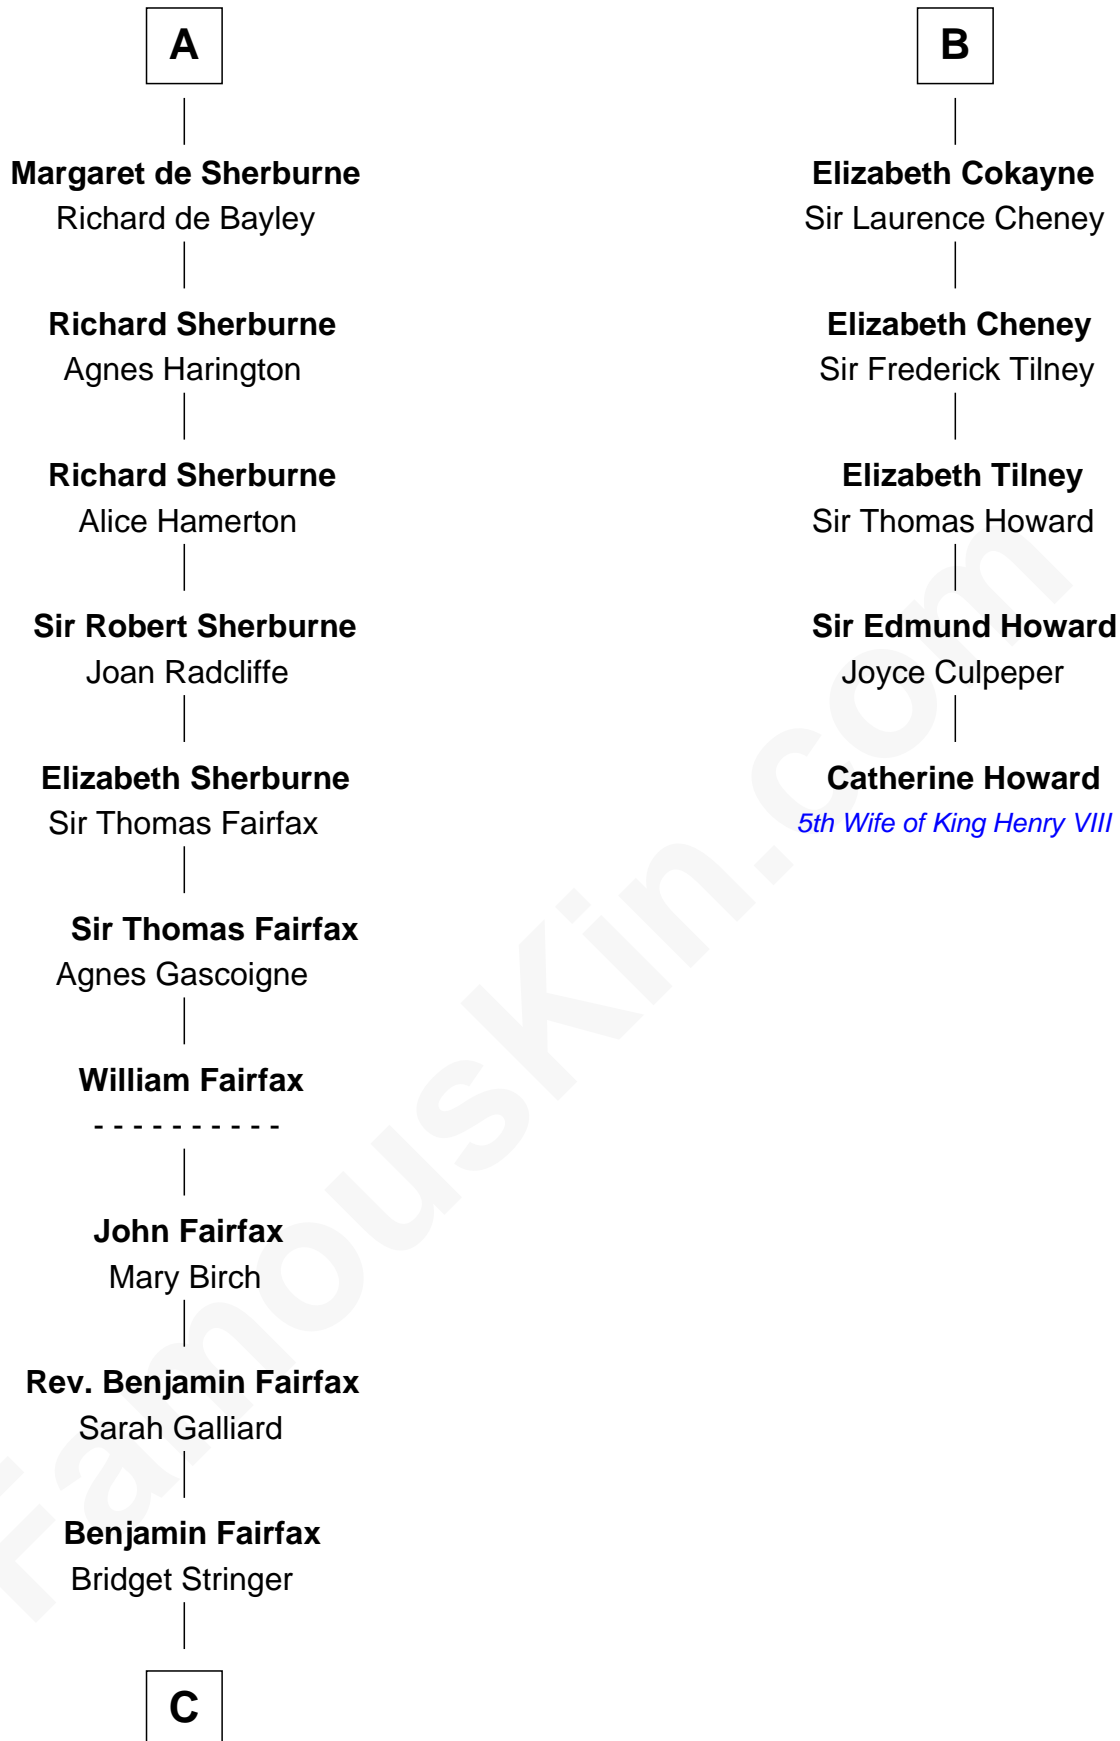 A
Margaret de Sherburne
Richard de Bayley
Richard Sherburne
Agnes Harington
Richard Sherburne
Alice Hamerton
Sir Robert Sherburne
Joan Radcliffe
Elizabeth Sherburne
Sir Thomas Fairfax
Sir Thomas Fairfax
Agnes Gascoigne
William Fairfax
- - - - - - - - - -
John Fairfax
Mary Birch
Rev. Benjamin Fairfax
Sarah Galliard
Benjamin Fairfax
Bridget Stringer
C
B
Elizabeth Cokayne
Sir Laurence Cheney
Elizabeth Cheney
Sir Frederick Tilney
Elizabeth Tilney
Sir Thomas Howard
Sir Edmund Howard
Joyce Culpeper
Catherine Howard
5th Wife of King Henry VIII
FamousKin.com